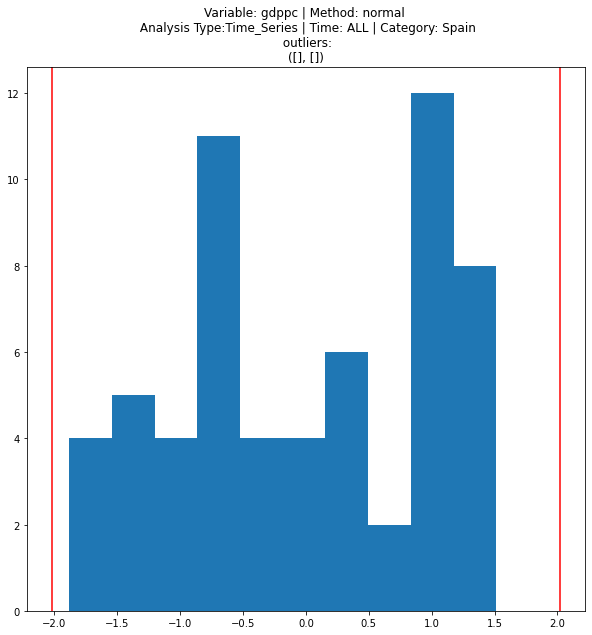 Variable: gdppc | Method: normal
Analysis Type:Time_Series | Time: ALL | Category: Spain
outliers:
([], [])
12
10
8
6
4
2
0
−2.0 −1.5 −1.0 −0.5 0.0 0.5 1.0 1.5 2.0